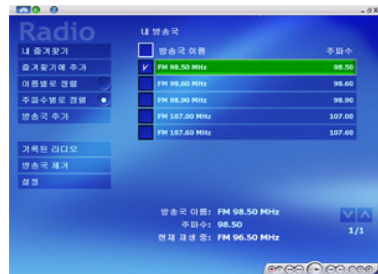 Radio
내 즐겨찾기
즐겨찾기에 추가
이름별로 정렬
주파수별로 정렬
방송국 추가
기록된 라디오
방송국 제거
설정
내 방송국
방송국 이름 주파수
FM 98.50 MHz 98.50
FM 98.60 MHz 98.60
FM 98.90 MHz 98.90
FM 107.00 MHz 107.00
FM 107.60 MHz 107.60
방송국 이름: FM 98.50 MHz
주파수: 98.50
현재 재생 중: FM 96.50 MHz
1/1